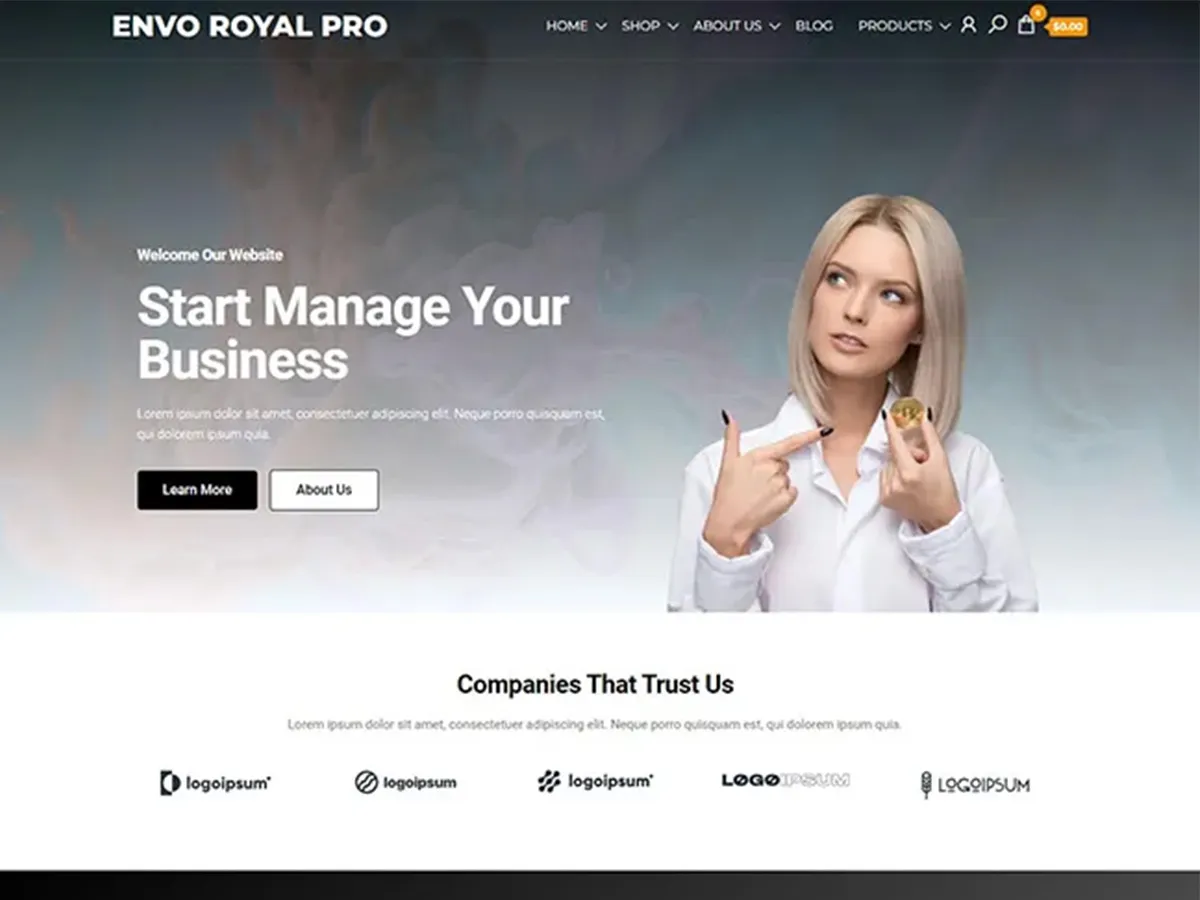 ENVO ROYAL PRO
HOME SHOP ABOUT US BLOG PRODUCTS
0
$0.00
Welcome Our Website
Start Manage Your
Business
Lorem ipsum dolor sit amet, consectetuer adipiscing elit. Neque porro quisquam est,
qui dolorem ipsum quia.
Learn More About Us
Companies That Trust Us
Lorem ipsum dolor sit amet, consectetuer adipiscing elit. Neque porro quisquam est, qui dolorem ipsum quia.
logoipsum logoipsum logoipsum LOGOIPSUM LOGOIPSUM